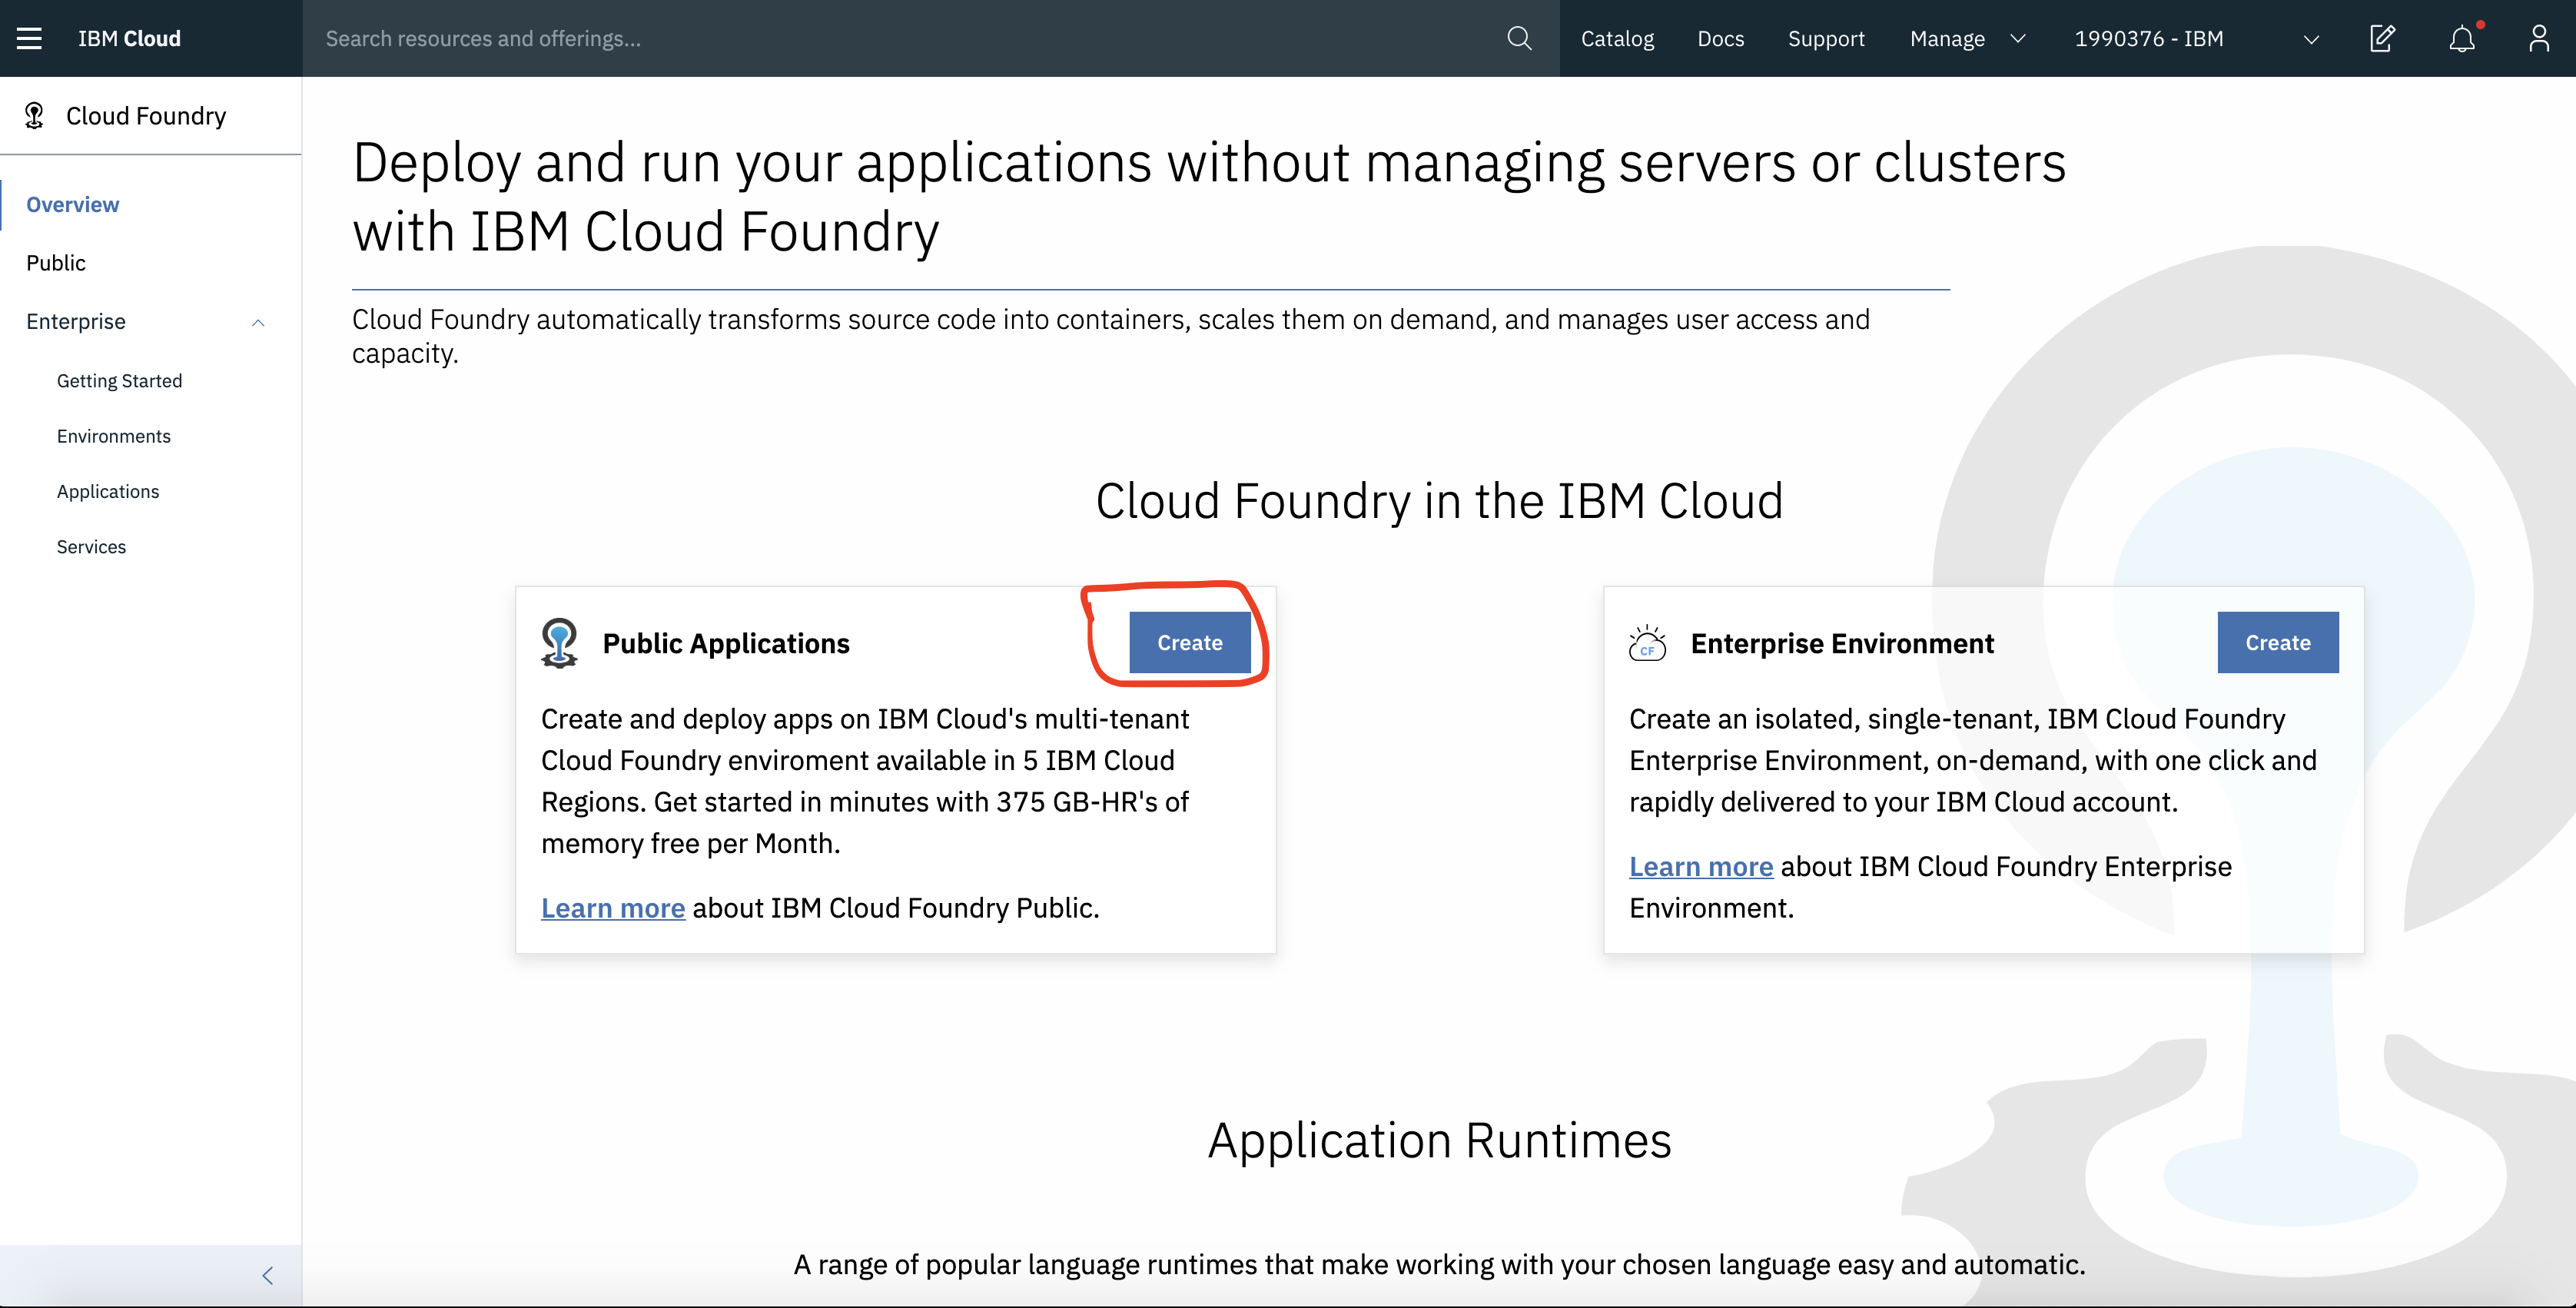 IBM Cloud
Search resources and offerings...
Catalog
Docs
Support
Manage
1990376 - IBM
Cloud Foundry
Overview
Public
Enterprise
Getting Started
Environments
Applications
Services
Deploy and run your applications without managing servers or clusters
with IBM Cloud Foundry
Cloud Foundry automatically transforms source code into containers, scales them on demand, and manages user access and
capacity.
Cloud Foundry in the IBM Cloud
Public Applications
Create
Create and deploy apps on IBM Cloud's multi-tenant
Cloud Foundry enviroment available in 5 IBM Cloud
Regions. Get started in minutes with 375 GB-HR's of
memory free per Month.
Learn more about IBM Cloud Foundry Public.
CF
Enterprise Environment
Create
Create an isolated, single-tenant, IBM Cloud Foundry
Enterprise Environment, on-demand, with one click and
rapidly delivered to your IBM Cloud account.
Learn more about IBM Cloud Foundry Enterprise
Environment.
Application Runtimes
A range of popular language runtimes that make working with your chosen language easy and automatic.